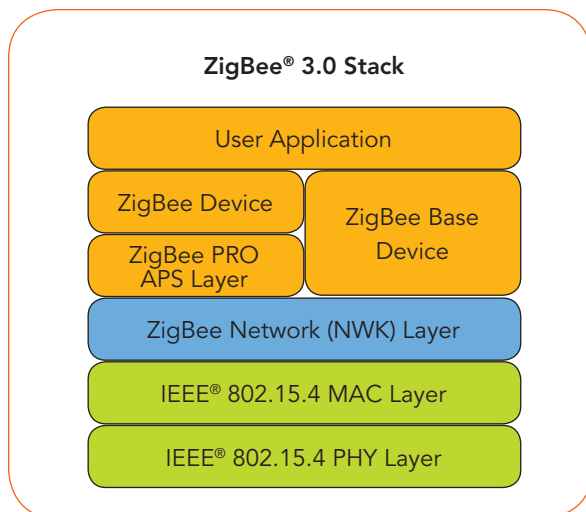 ZigBee® 3.0 Stack
User Application
ZigBee Device
ZigBee PRO
APS Layer
ZigBee Base
Device
ZigBee Network (NWK) Layer
IEEE® 802.15.4 MAC Layer
IEEE® 802.15.4 PHY Layer